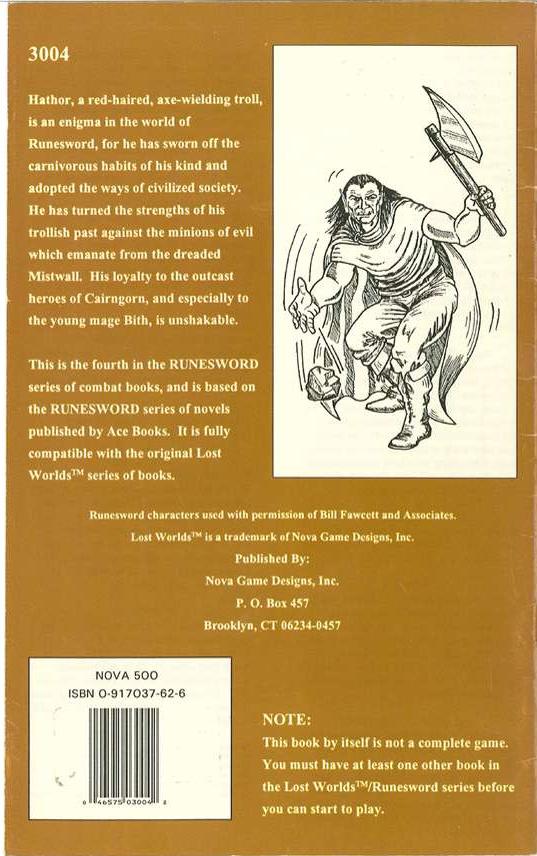 3004
Hathor, a red-haired, axe-wielding troll,
is an enigma in the world of
Runesword, for he has sworn off the
carnivorous habits of his kind and
adopted the ways of civilized society.
He has turned the strengths of his
trollish past against the minions of evil
which emanate from the dreaded
Mistwall. His loyalty to the outcast
heroes of Cairngorn, and especially to
the young mage Bith, is unshakable.
This is the fourth in the RUNESWORD
series of combat books, and is based on
the RUNESWORD series of novels
published by Ace Books. It is fully
compatible with the original Lost
Worlds™ series of books.
Runesword characters used with permission of Bill Fawcett and Associates.
Lost Worlds™ is a trademark of Nova Game Designs, Inc.
Published By:
Nova Game Designs, Inc.
P. O. Box 457
Brooklyn, CT 06234-0457
NOVA 500
ISBN 0-917037-62-6
0 46575 03004 2
NOTE:
This book by itself is not a complete game.
You must have at least one other book in
the Lost Worlds™/Runesword series before
you can start to play.